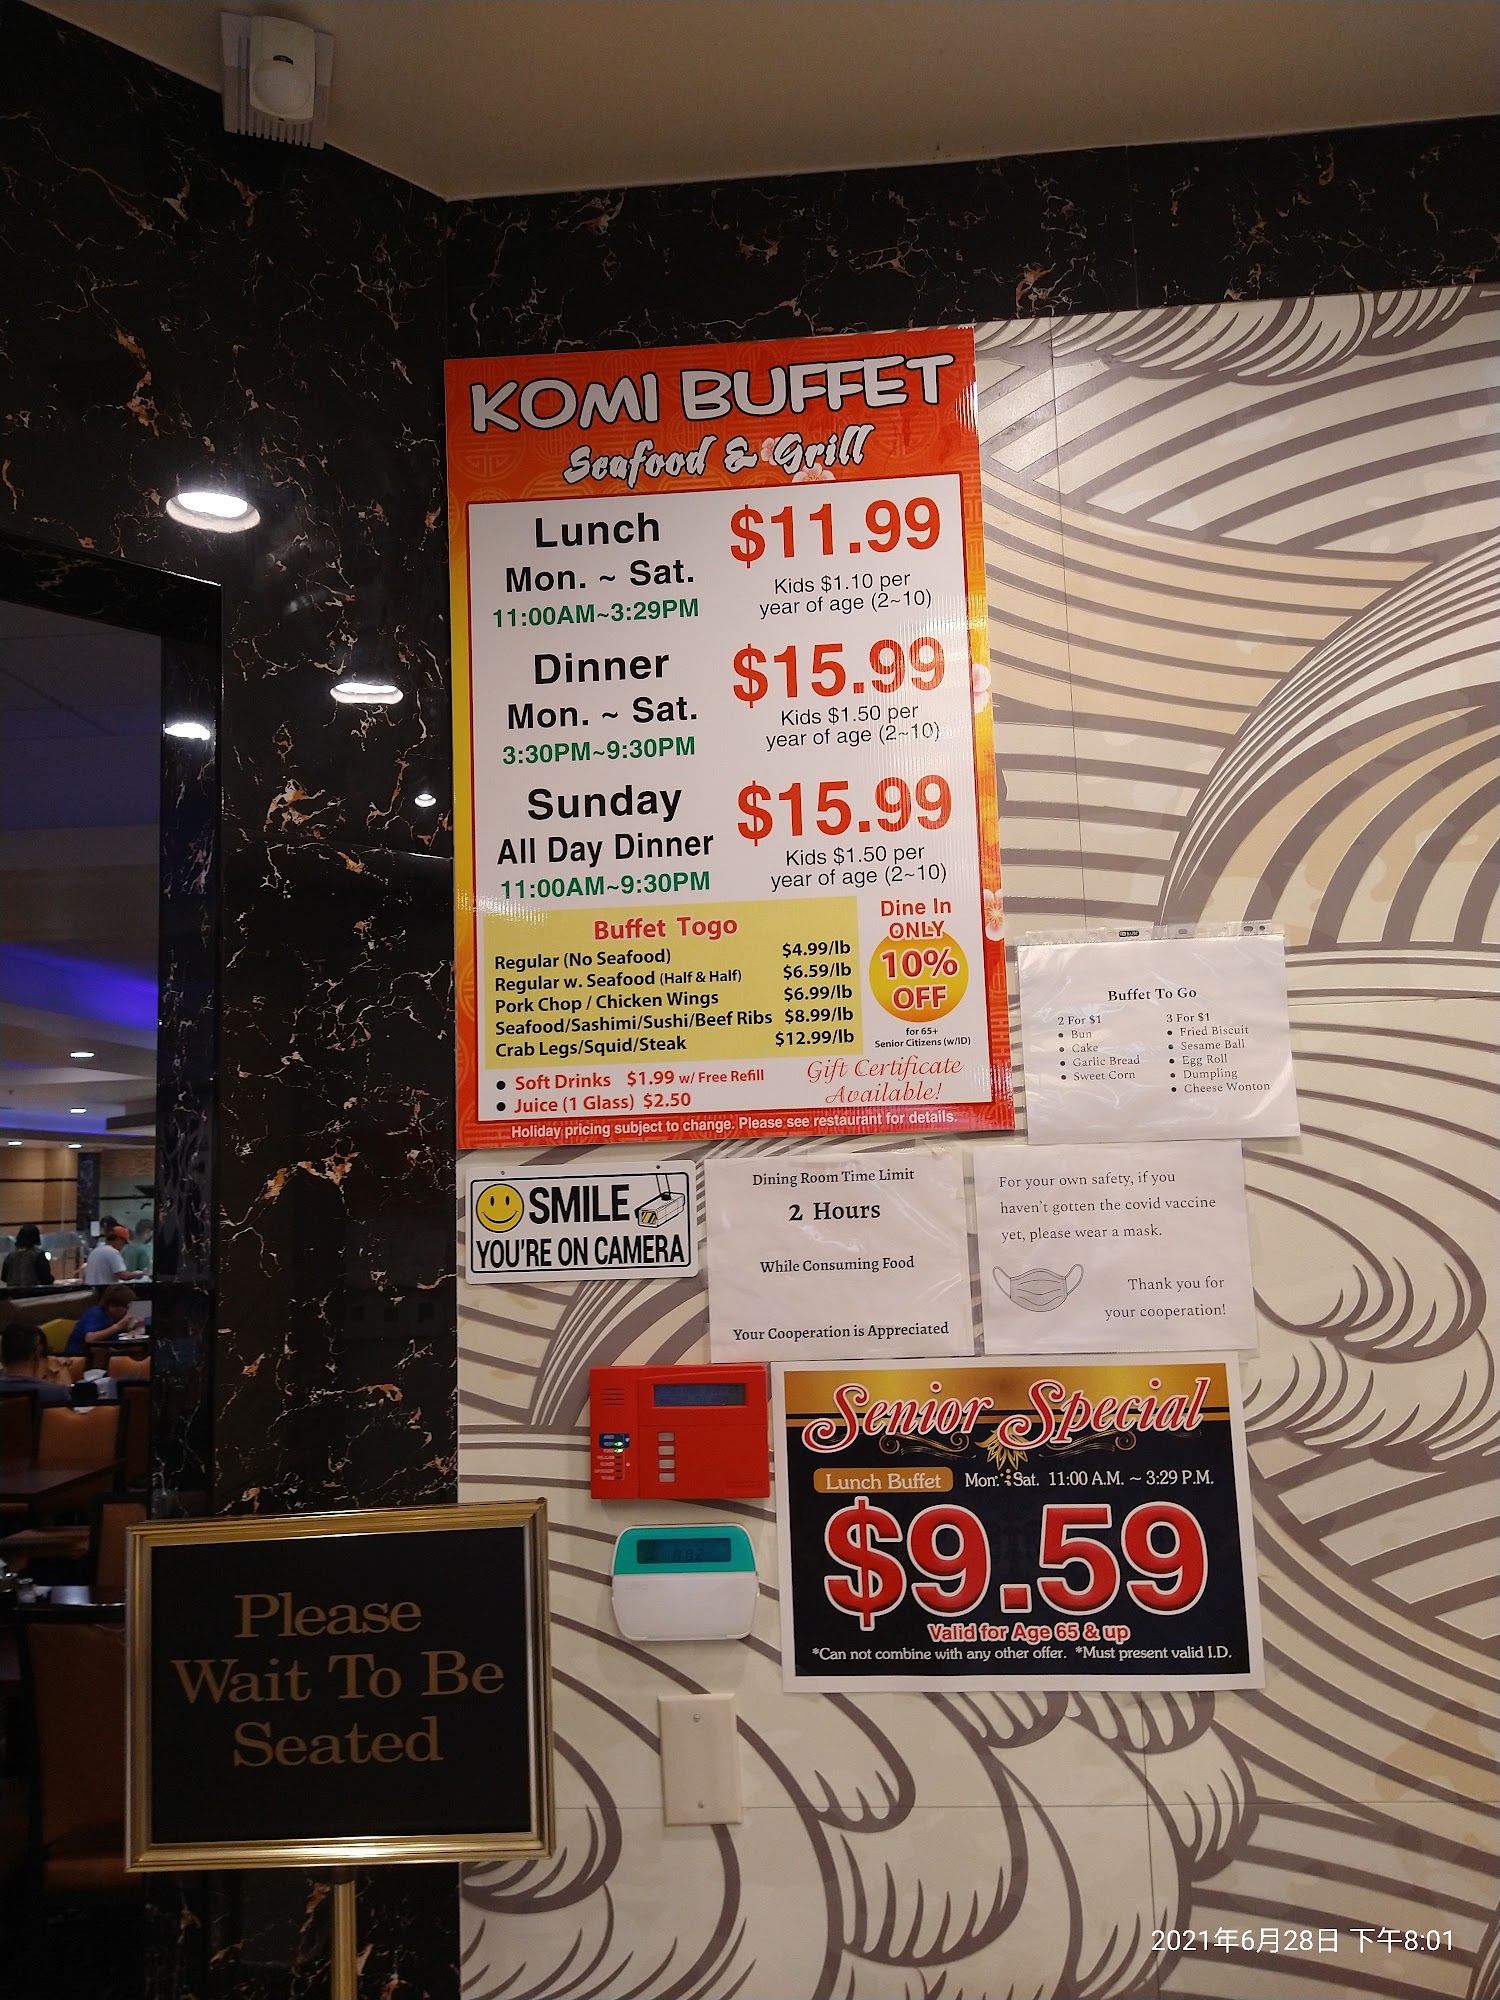 KOMI BUFFET
Seafood & Grill
Lunch
Mon. ~ Sat.
11:00AM~3:29PM
$11.99
Kids $1.10 per
year of age (2~10)
Dinner
Mon. ~ Sat.
3:30PM~9:30PM
$15.99
Kids $1.50 per
year of age (2~10)
Sunday
All Day Dinner
11:00AM~9:30PM
$15.99
Kids $1.50 per
year of age (2~10)
Buffet Togo
Regular (No Seafood) $4.99/lb
Regular w. Seafood (Half & Half) $6.59/lb
Pork Chop / Chicken Wings $6.99/lb
Seafood/Sashimi/Sushi/Beef Ribs $8.99/lb
Crab Legs/Squid/Steak $12.99/lb
Dine In
ONLY
10%
OFF
for 65+
Senior Citizens (w/ID)
• Soft Drinks $1.99 w/ Free Refill
• Juice (1 Glass) $2.50
Gift Certificate
Available!
Holiday pricing subject to change. Please see restaurant for details.
Buffet To Go
2 For $1
• Bun
• Cake
• Garlic Bread
• Sweet Corn
3 For $1
• Fried Biscuit
• Sesame Ball
• Egg Roll
• Dumpling
• Cheese Wonton
SMILE
YOU'RE ON CAMERA
Dining Room Time Limit
2 Hours
While Consuming Food
Your Cooperation is Appreciated
For your own safety, if you
haven't gotten the covid vaccine
yet, please wear a mask.
Thank you for
your cooperation!
Senior Special
Lunch Buffet Mon. ~ Sat. 11:00 A.M. ~ 3:29 P.M.
$9.59
Valid for Age 65 & up
*Can not combine with any other offer. *Must present valid I.D.
Please
Wait To Be
Seated
2021年6月28日 下午8:01